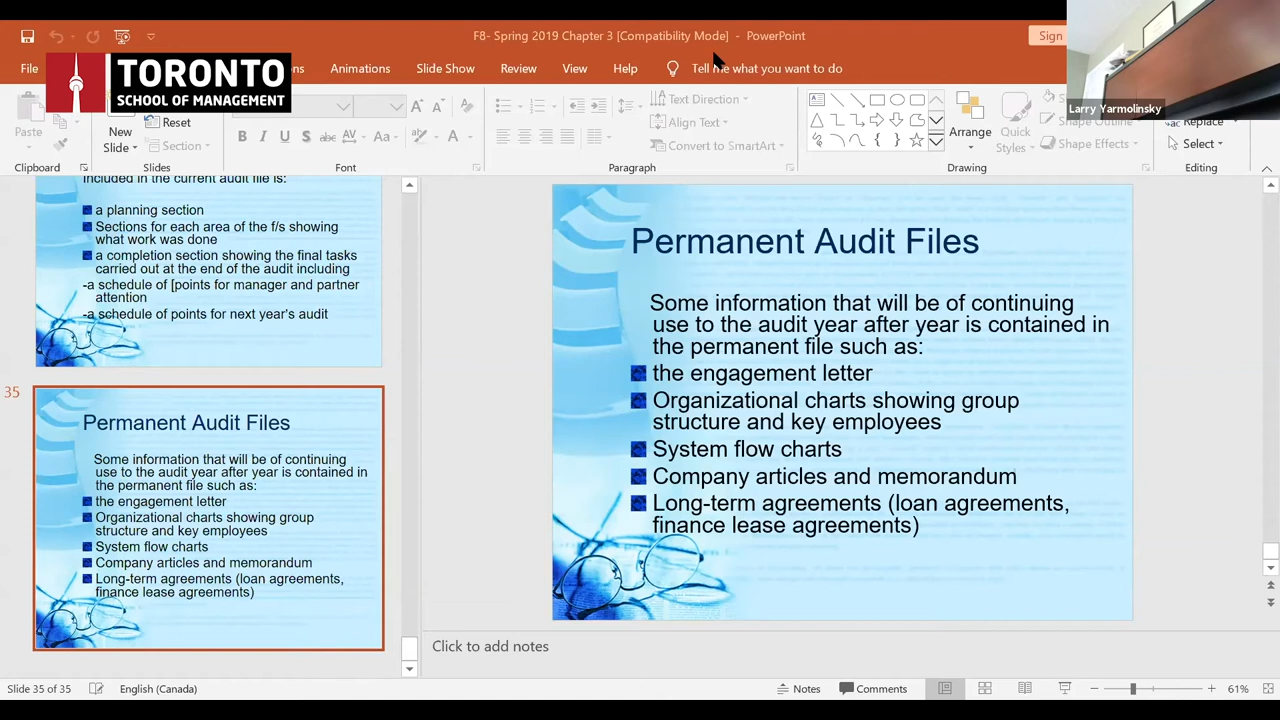 F8- Spring 2019 Chapter 3 [Compatibility Mode] - PowerPoint
Sign
TORONTO
SCHOOL OF MANAGEMENT
File
Animations
Slide Show
Review
View
Help
Tell me what you want to do
Larry Yarmolinsky
Paste
New
Slide
Reset
Section
Text Direction
Align Text
Convert to SmartArt
Arrange
Quick
Styles
Shape Outline
Shape Effects
Replace
Select
Clipboard
Slides
Font
Paragraph
Drawing
Editing
included in the current audit file is:
a planning section
Sections for each area of the f/s showing
what work was done
a completion section showing the final tasks
carried out at the end of the audit including
-a schedule of [points for manager and partner
attention
-a schedule of points for next year's audit
35
Permanent Audit Files
Some information that will be of continuing
use to the audit year after year is contained in
the permanent file such as:
the engagement letter
Organizational charts showing group
structure and key employees
System flow charts
Company articles and memorandum
Long-term agreements (loan agreements,
finance lease agreements)
Permanent Audit Files
Some information that will be of continuing
use to the audit year after year is contained in
the permanent file such as:
the engagement letter
Organizational charts showing group
structure and key employees
System flow charts
Company articles and memorandum
Long-term agreements (loan agreements,
finance lease agreements)
Click to add notes
Slide 35 of 35
English (Canada)
Notes
Comments
61%